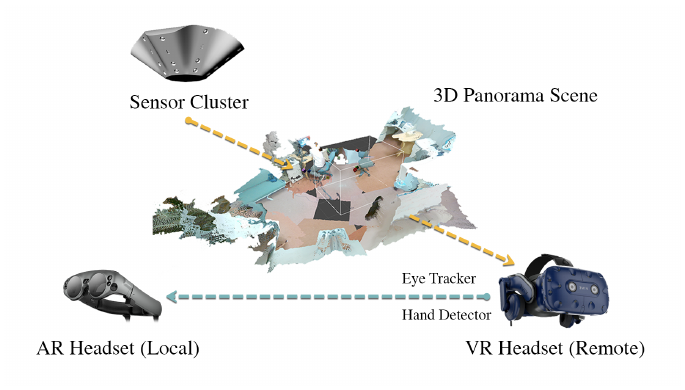 Sensor Cluster
3D Panorama Scene
Eye Tracker
Hand Detector
AR Headset (Local)
VR Headset (Remote)